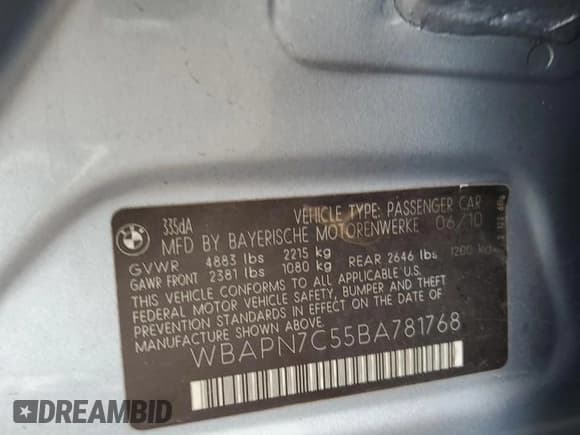 BMW
335dA
VEHICLE TYPE: PASSENGER CAR
MFD BY BAYERISCHE MOTORENWERKE 06/10
GVWR 4883 lbs 2215 kg
GAWR FRONT 2381 lbs 1080 kg REAR 2646 lbs 1200 kg
THIS VEHICLE CONFORMS TO ALL APPLICABLE U.S.
FEDERAL MOTOR VEHICLE SAFETY, BUMPER AND THEFT
PREVENTION STANDARDS IN EFFECT ON THE DATE OF
MANUFACTURE SHOWN ABOVE.
WBAPN7C55BA781768
DREAMBID